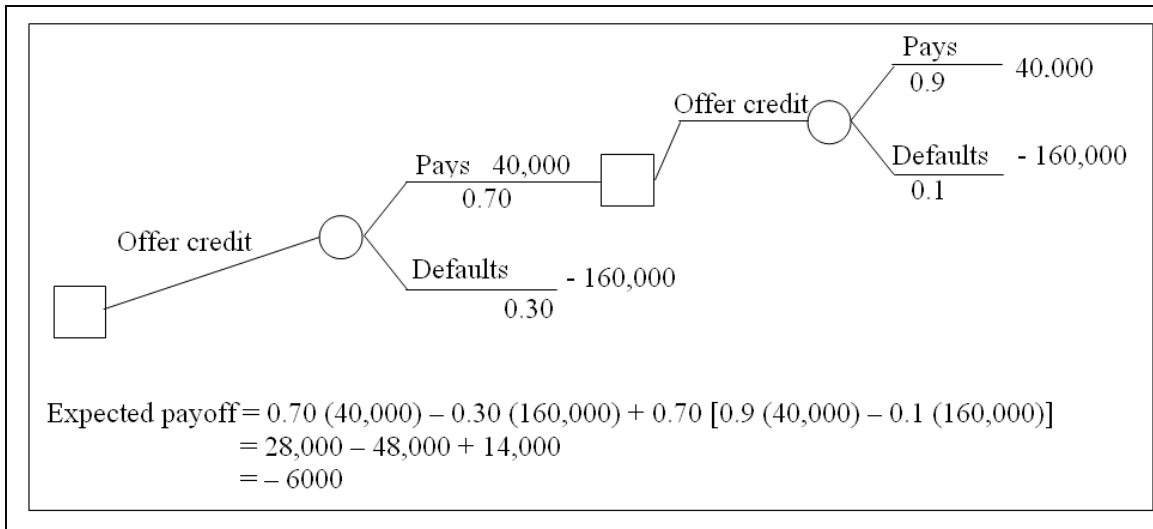 Pays
0.9
40.000
Offer credit
Defaults - 160,000
0.1
Pays 40,000
0.70
Offer credit
Defaults - 160,000
0.30
Expected payoff = 0.70 (40,000) – 0.30 (160,000) + 0.70 [0.9 (40,000) – 0.1 (160,000)]
= 28,000 – 48,000 + 14,000
= – 6000